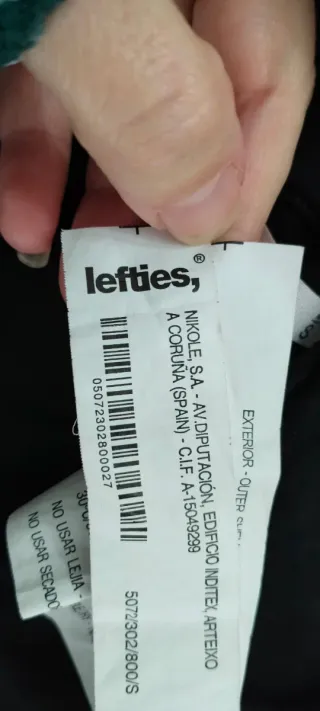 lefties,®
NIKOLE, S.A. - AV.DIPUTACIÓN, EDIFICIO INDITEX, ARTEIXO
A CORUÑA (SPAIN) - C.I.F. A-15049299
05072302800027
5072/302/800/S
EXTERIOR - OUTER
NO USAR LEJIA -
NO USAR SECADO